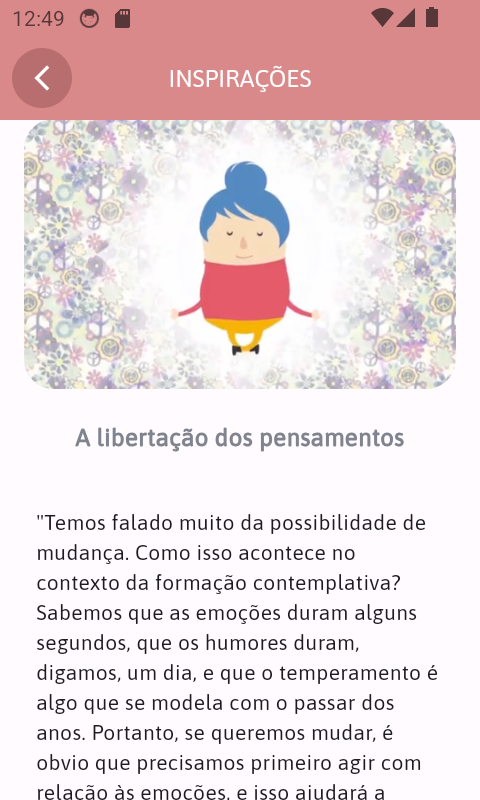 12:49
INSPIRAÇÕES
A libertação dos pensamentos
"Temos falado muito da possibilidade de
mudança. Como isso acontece no
contexto da formação contemplativa?
Sabemos que as emoções duram alguns
segundos, que os humores duram,
digamos, um dia, e que o temperamento é
algo que se modela com o passar dos
anos. Portanto, se queremos mudar, é
obvio que precisamos primeiro agir com
relação às emoções, e isso ajudará a